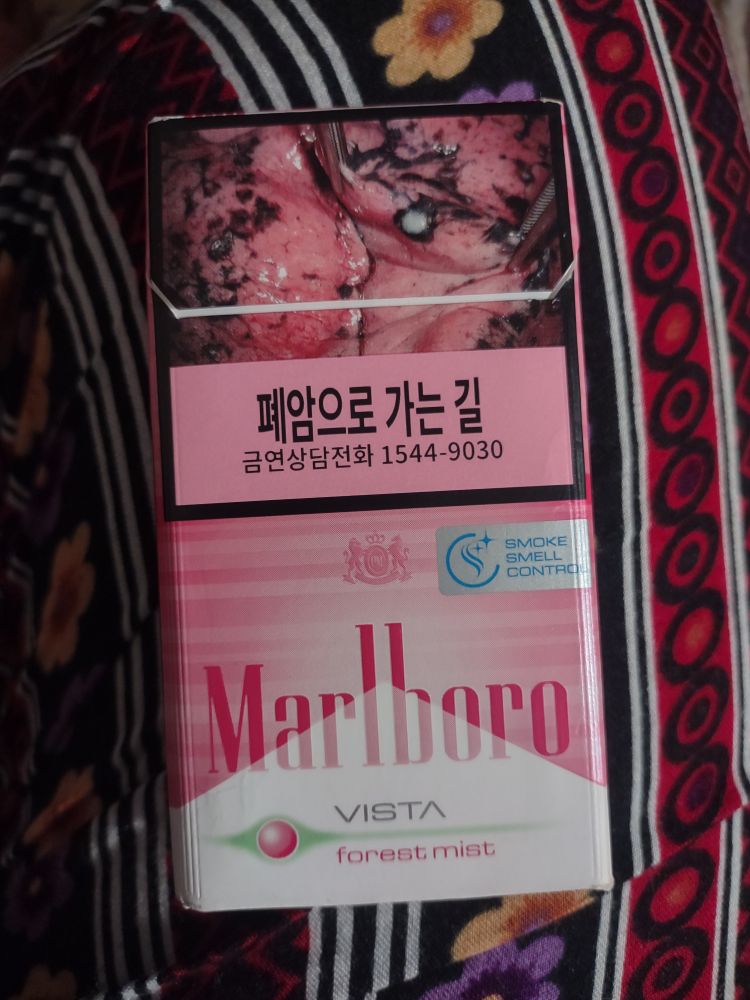 폐암으로 가는 길
금연상담전화 1544-9030
SMOKE
SMELL
CONTROL
Marlboro
VISTA
forest mist